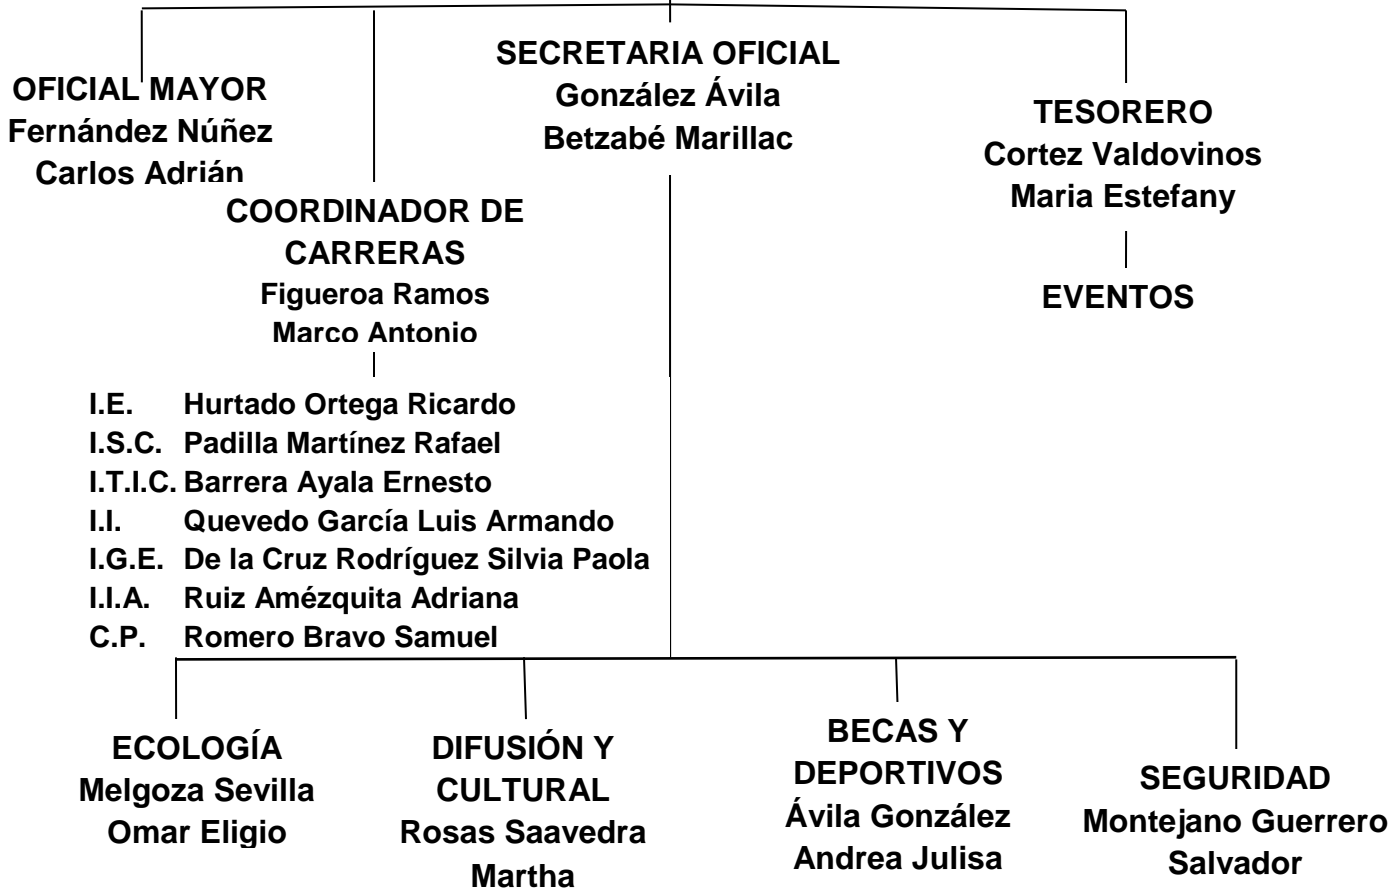 SECRETARIA OFICIAL
González Ávila
Betzabé Marillac
OFICIAL MAYOR
Fernández Núñez
Carlos Adrián
TESORERO
Cortez Valdovinos
Maria Estefany
COORDINADOR DE
CARRERAS
Figueroa Ramos
Marco Antonio
EVENTOS
I.E. Hurtado Ortega Ricardo
I.S.C. Padilla Martínez Rafael
I.T.I.C. Barrera Ayala Ernesto
I.I. Quevedo García Luis Armando
I.G.E. De la Cruz Rodríguez Silvia Paola
I.I.A. Ruiz Amézquita Adriana
C.P. Romero Bravo Samuel
ECOLOGÍA
Melgoza Sevilla
Omar Eligio
DIFUSIÓN Y
CULTURAL
Rosas Saavedra
Martha
BECAS Y
DEPORTIVOS
Ávila González
Andrea Julisa
SEGURIDAD
Montejano Guerrero
Salvador